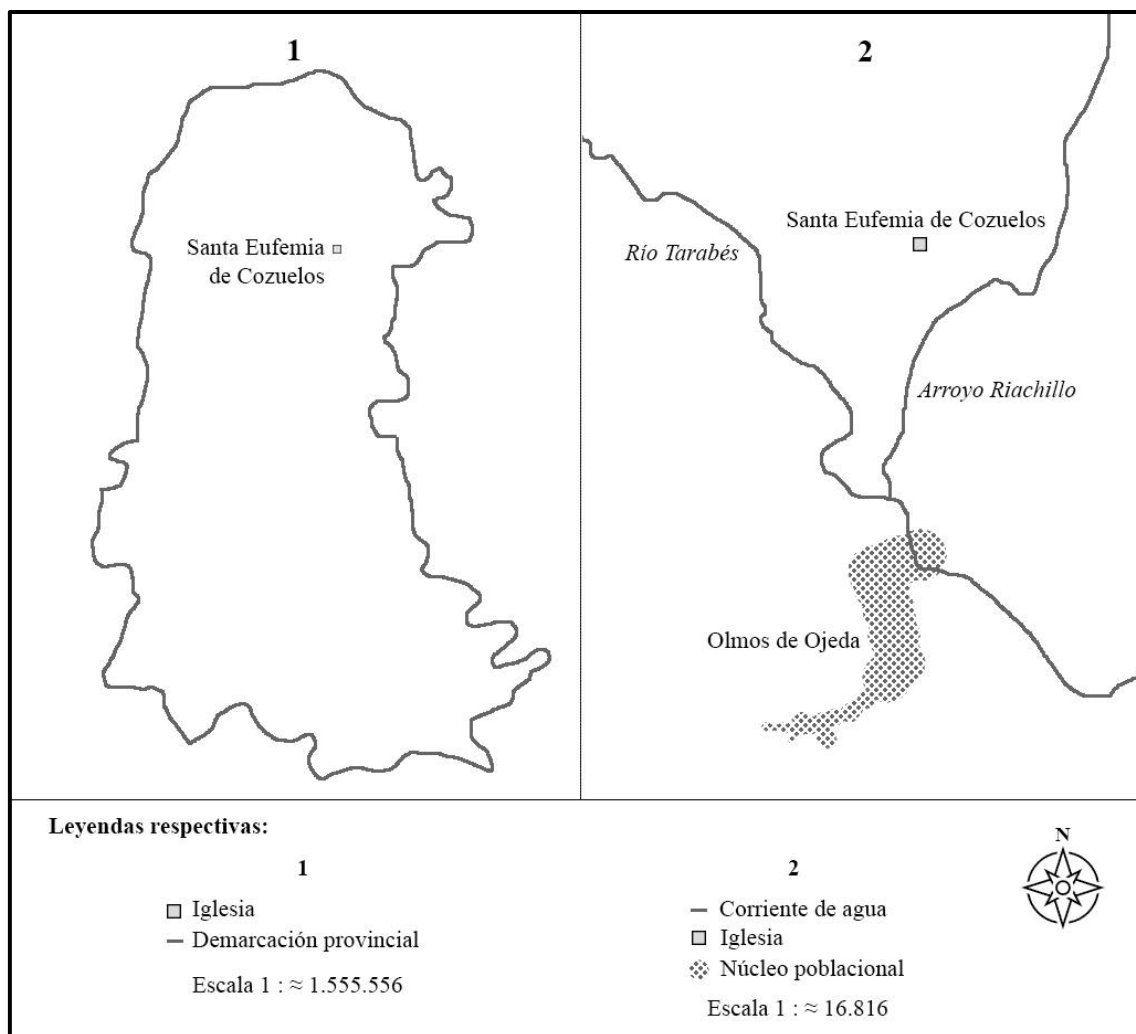 1
Santa Eufemia
de Cozuelos
2
Santa Eufemia de Cozuelos
Río Tarabés
Arroyo Riachillo
Olmos de Ojeda
Leyendas respectivas:
1
Iglesia
Demarcación provincial
Escala 1 : ≈ 1.555.556
2
Corriente de agua
Iglesia
Núcleo poblacional
Escala 1 : ≈ 16.816
N